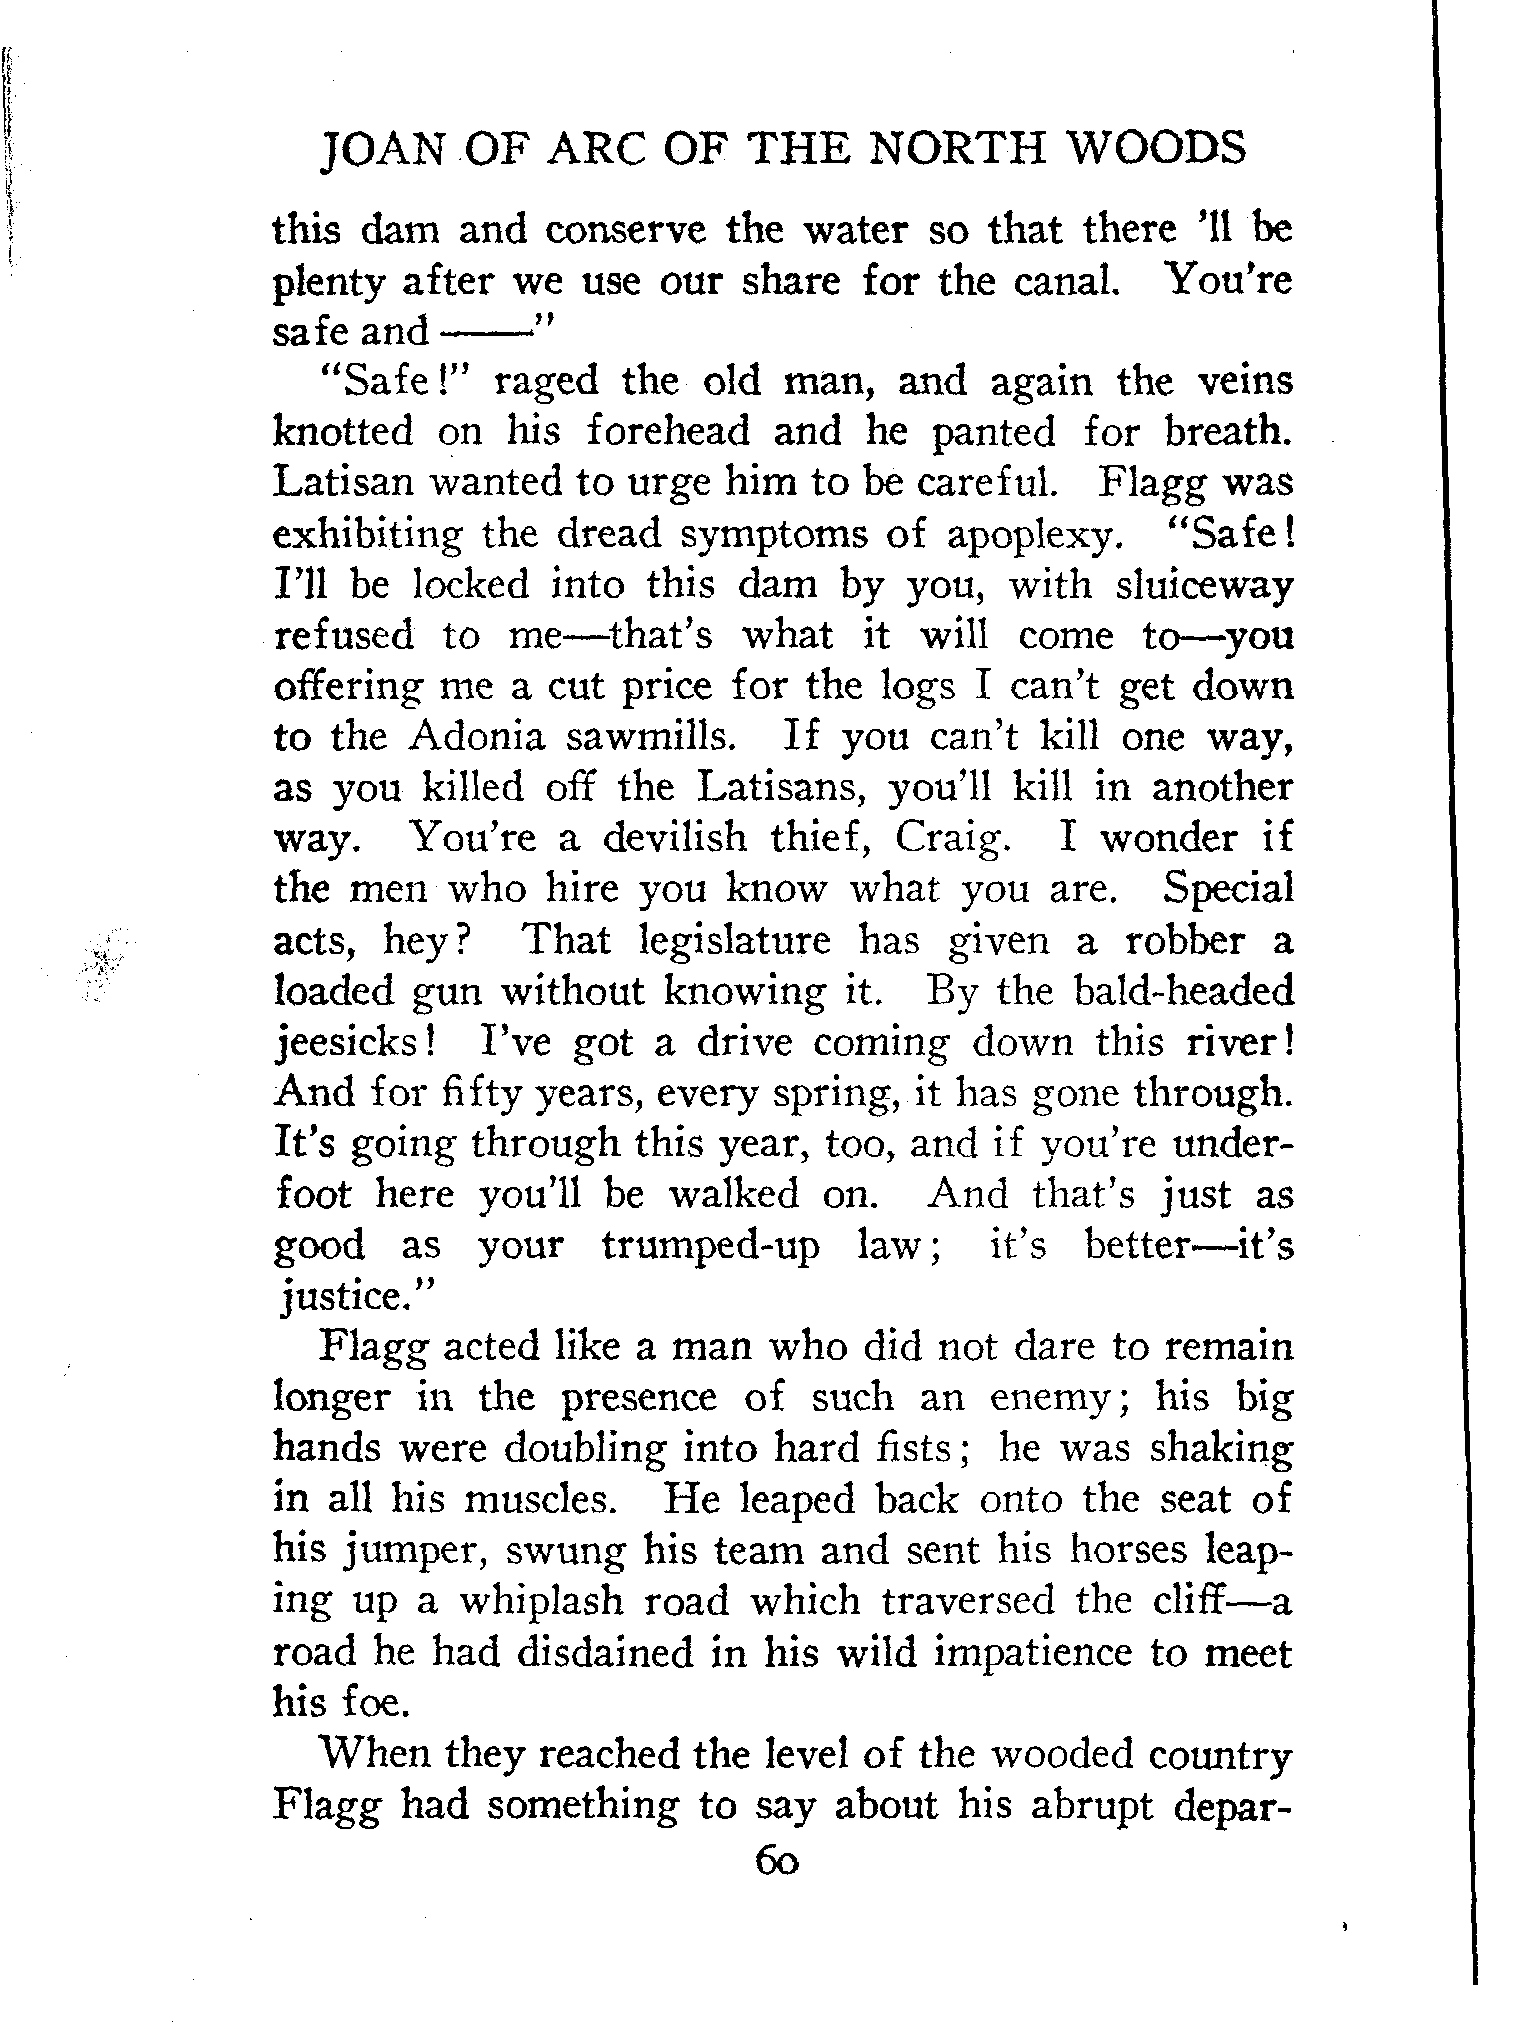 JOAN OF ARC OF THE NORTH WOODS
this dam and conserve the water so that there 'll be
plenty after we use our share for the canal. You're
safe and ——"
"Safe!" raged the old man, and again the veins
knotted on his forehead and he panted for breath.
Latisan wanted to urge him to be careful. Flagg was
exhibiting the dread symptoms of apoplexy. "Safe!
I'll be locked into this dam by you, with sluiceway
refused to me—that's what it will come to—you
offering me a cut price for the logs I can't get down
to the Adonia sawmills. If you can't kill one way,
as you killed off the Latisans, you'll kill in another
way. You're a devilish thief, Craig. I wonder if
the men who hire you know what you are. Special
acts, hey? That legislature has given a robber a
loaded gun without knowing it. By the bald-headed
jeesicks! I've got a drive coming down this river!
And for fifty years, every spring, it has gone through.
It's going through this year, too, and if you're under-
foot here you'll be walked on. And that's just as
good as your trumped-up law; it's better—it's
justice."
Flagg acted like a man who did not dare to remain
longer in the presence of such an enemy; his big
hands were doubling into hard fists; he was shaking
in all his muscles. He leaped back onto the seat of
his jumper, swung his team and sent his horses leap-
ing up a whiplash road which traversed the cliff—a
road he had disdained in his wild impatience to meet
his foe.
When they reached the level of the wooded country
Flagg had something to say about his abrupt depar-
60